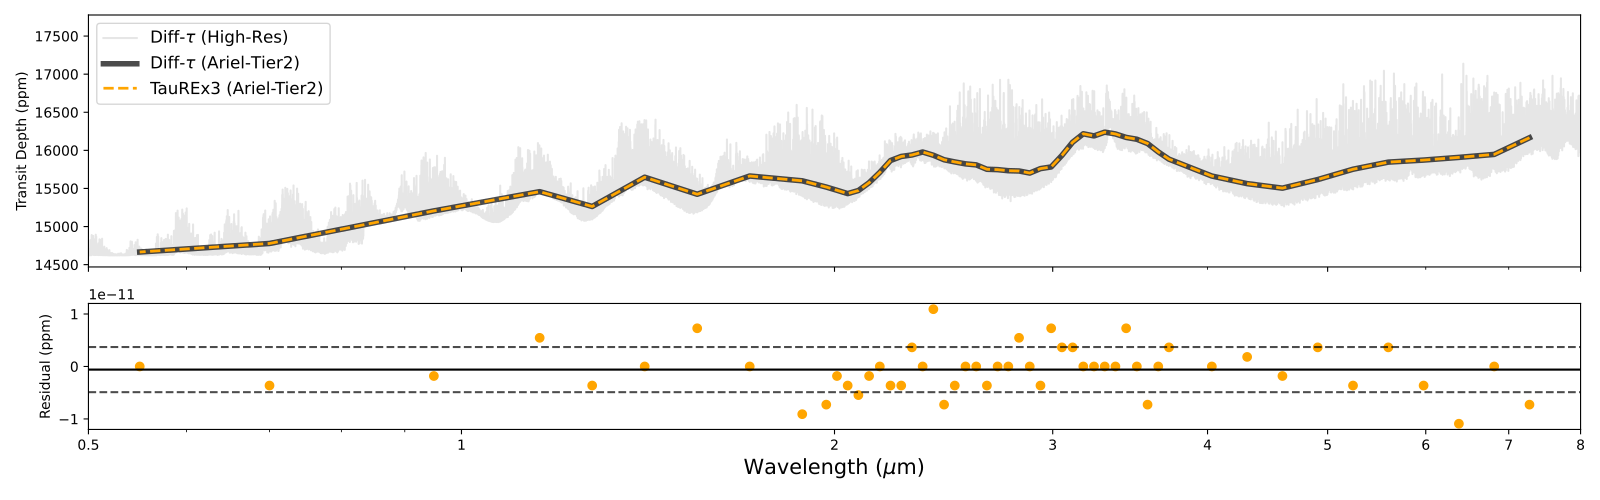 17500
17000
16500
16000
15500
15000
14500
Transit Depth (ppm)
Diff-τ (High-Res)
Diff-τ (Ariel-Tier2)
TauREx3 (Ariel-Tier2)
1e−11
1
0
−1
Residual (ppm)
0.5 1 2 3 4 5 6 7 8
Wavelength (μm)